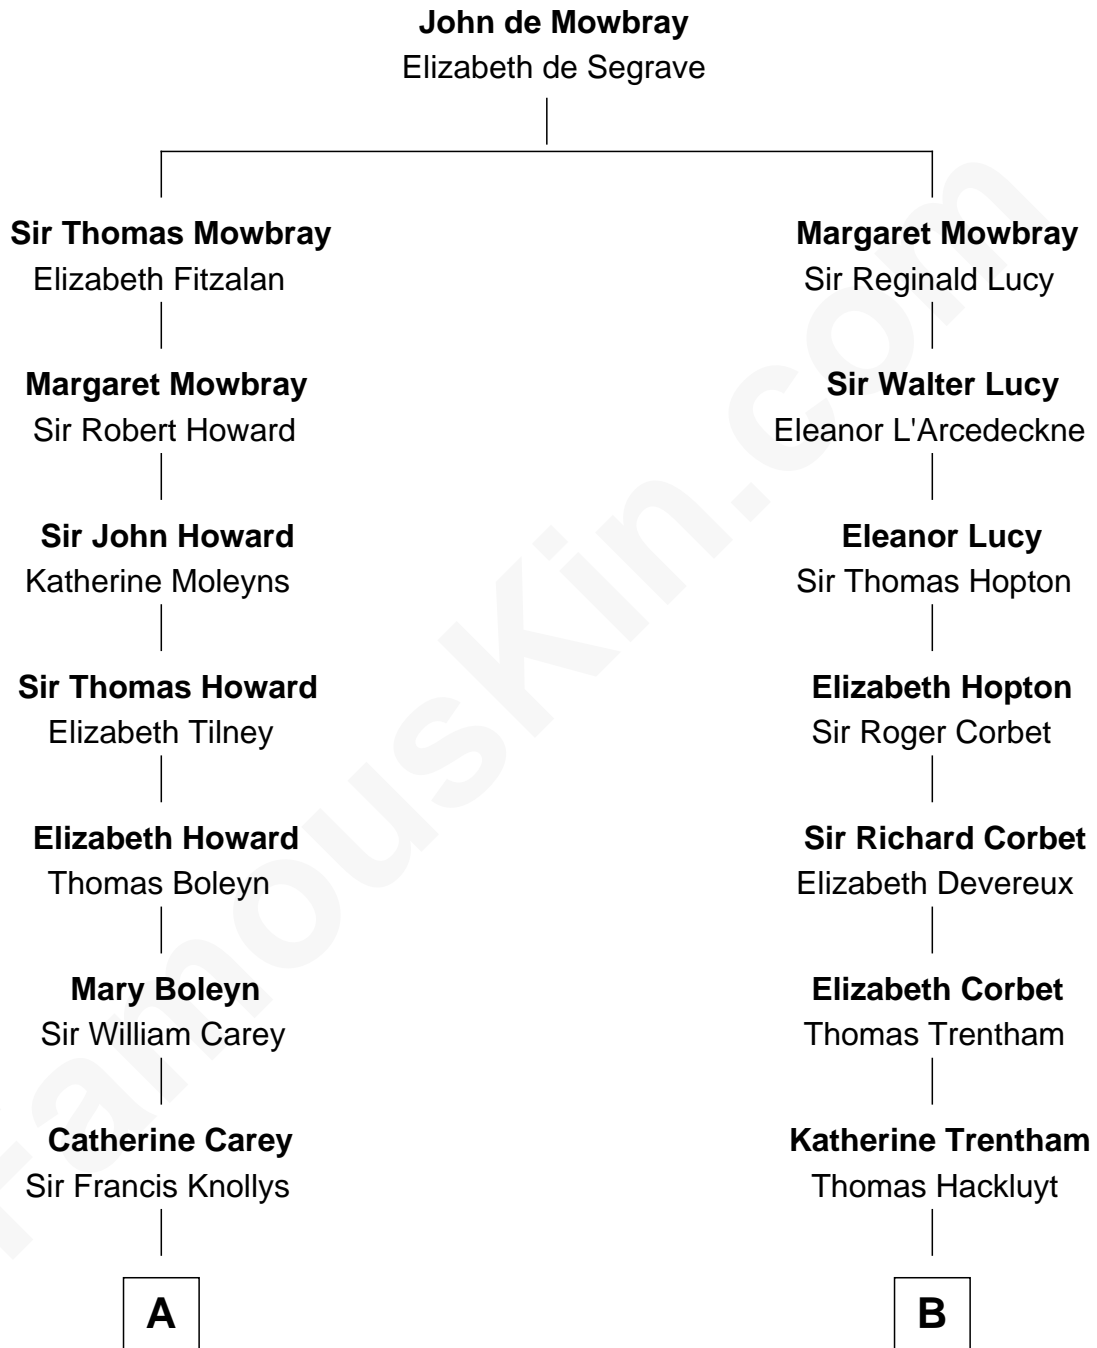 John de Mowbray
Elizabeth de Segrave
Sir Thomas Mowbray
Elizabeth Fitzalan
Margaret Mowbray
Sir Reginald Lucy
Margaret Mowbray
Sir Robert Howard
Sir Walter Lucy
Eleanor L'Arcedeckne
Sir John Howard
Katherine Moleyns
Eleanor Lucy
Sir Thomas Hopton
Sir Thomas Howard
Elizabeth Tilney
Elizabeth Hopton
Sir Roger Corbet
Elizabeth Howard
Thomas Boleyn
Sir Richard Corbet
Elizabeth Devereux
Mary Boleyn
Sir William Carey
Elizabeth Corbet
Thomas Trentham
Catherine Carey
Sir Francis Knollys
Katherine Trentham
Thomas Hackluyt
A
B
FamousKin.com